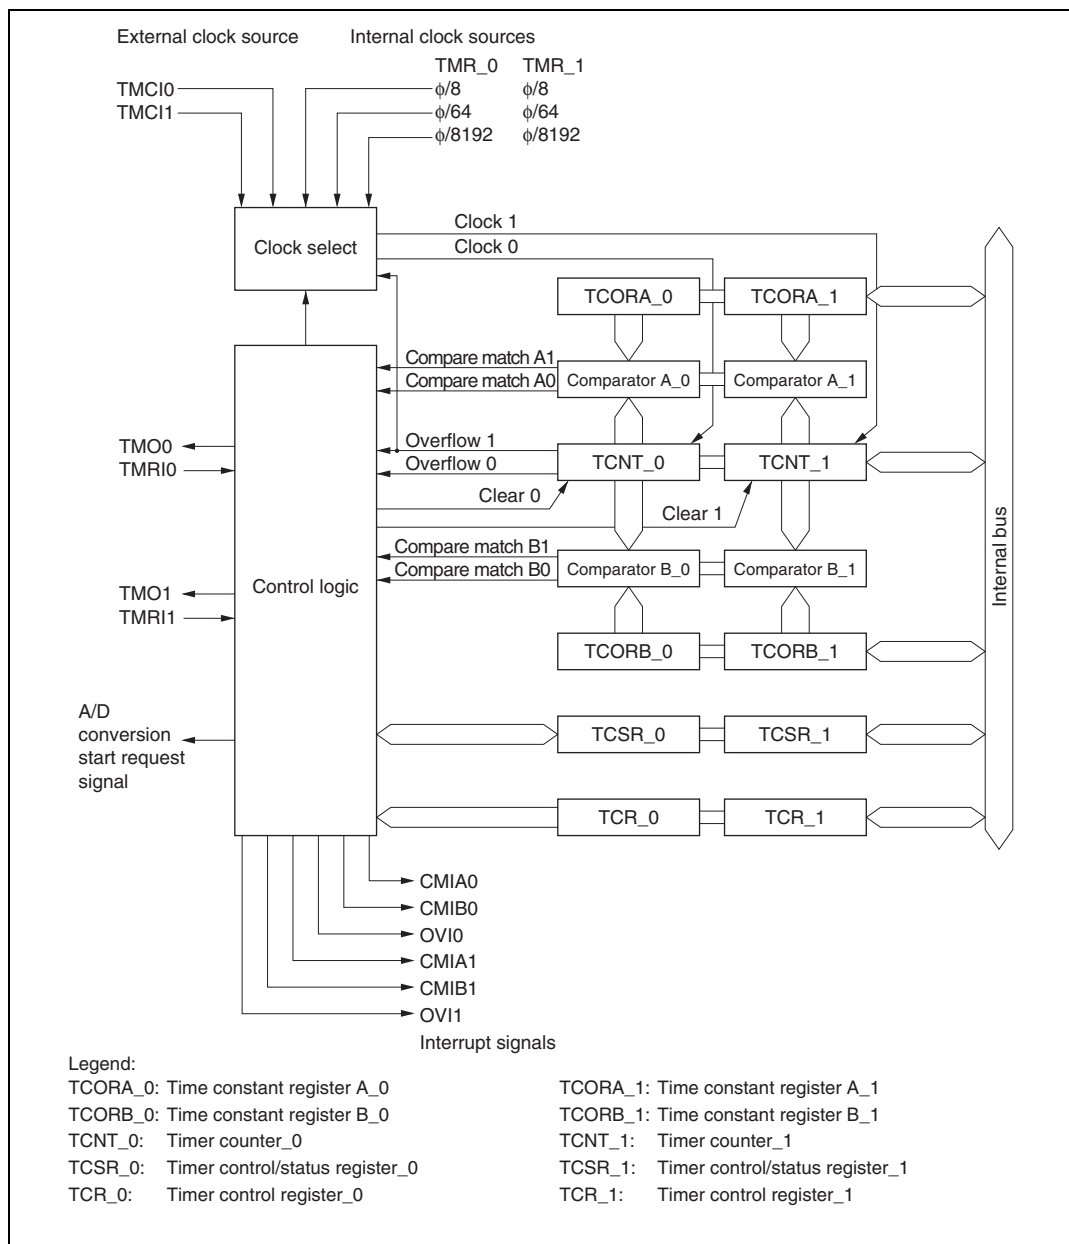 External clock source
Internal clock sources
TMR_0 TMR_1
TMCI0
ϕ/8 ϕ/8
TMCI1
ϕ/64 ϕ/64
ϕ/8192 ϕ/8192
Clock select
Clock 1
Clock 0
TCORA_0
TCORA_1
Compare match A1
Compare match A0
Comparator A_0
Comparator A_1
TMO0
TMRI0
Overflow 1
Overflow 0
TCNT_0
TCNT_1
Clear 0
Clear 1
Internal bus
Compare match B1
Compare match B0
Comparator B_0
Comparator B_1
Control logic
TMO1
TMRI1
TCORB_0
TCORB_1
A/D
conversion
start request
signal
TCSR_0
TCSR_1
TCR_0
TCR_1
CMIA0
CMIB0
OVI0
CMIA1
CMIB1
OVI1
Interrupt signals
Legend:
TCORA_0: Time constant register A_0
TCORB_0: Time constant register B_0
TCNT_0: Timer counter_0
TCSR_0: Timer control/status register_0
TCR_0: Timer control register_0
TCORA_1: Time constant register A_1
TCORB_1: Time constant register B_1
TCNT_1: Timer counter_1
TCSR_1: Timer control/status register_1
TCR_1: Timer control register_1